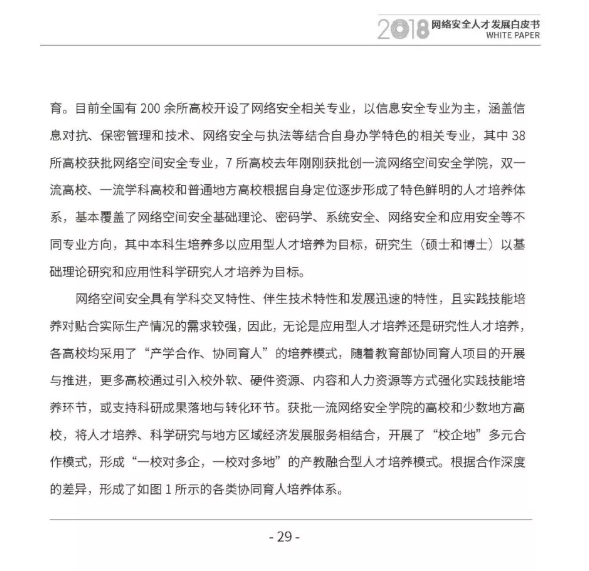 2018 网络安全人才发展白皮书
WHITE PAPER
育。目前全国有 200 余所高校开设了网络安全相关专业，以信息安全专业为主，涵盖信
息对抗、保密管理和技术、网络安全与执法等结合自身办学特色的相关专业，其中 38
所高校获批网络空间安全专业，7 所高校去年刚刚获批创一流网络空间安全学院，双一
流高校、一流学科高校和普通地方高校根据自身定位逐步形成了特色鲜明的人才培养体
系，基本覆盖了网络空间安全基础理论、密码学、系统安全、网络安全和应用安全等不
同专业方向，其中本科生培养多以应用型人才培养为目标，研究生（硕士和博士）以基
础理论研究和应用性科学研究人才培养为目标。
网络空间安全具有学科交叉特性、伴生技术特性和发展迅速的特性，且实践技能培
养对贴合实际生产情况的需求较强，因此，无论是应用型人才培养还是研究性人才培养，
各高校均采用了“产学合作、协同育人”的培养模式，随着教育部协同育人项目的开展
与推进，更多高校通过引入校外软、硬件资源、内容和人力资源等方式强化实践技能培
养环节，或支持科研成果落地与转化环节。获批一流网络安全学院的高校和少数地方高
校，将人才培养、科学研究与地方区域经济发展服务相结合，开展了“校企地”多元合
作模式，形成“一校对多企，一校对多地”的产教融合型人才培养模式。根据合作深度
的差异，形成了如图 1 所示的各类协同育人培养体系。
- 29 -